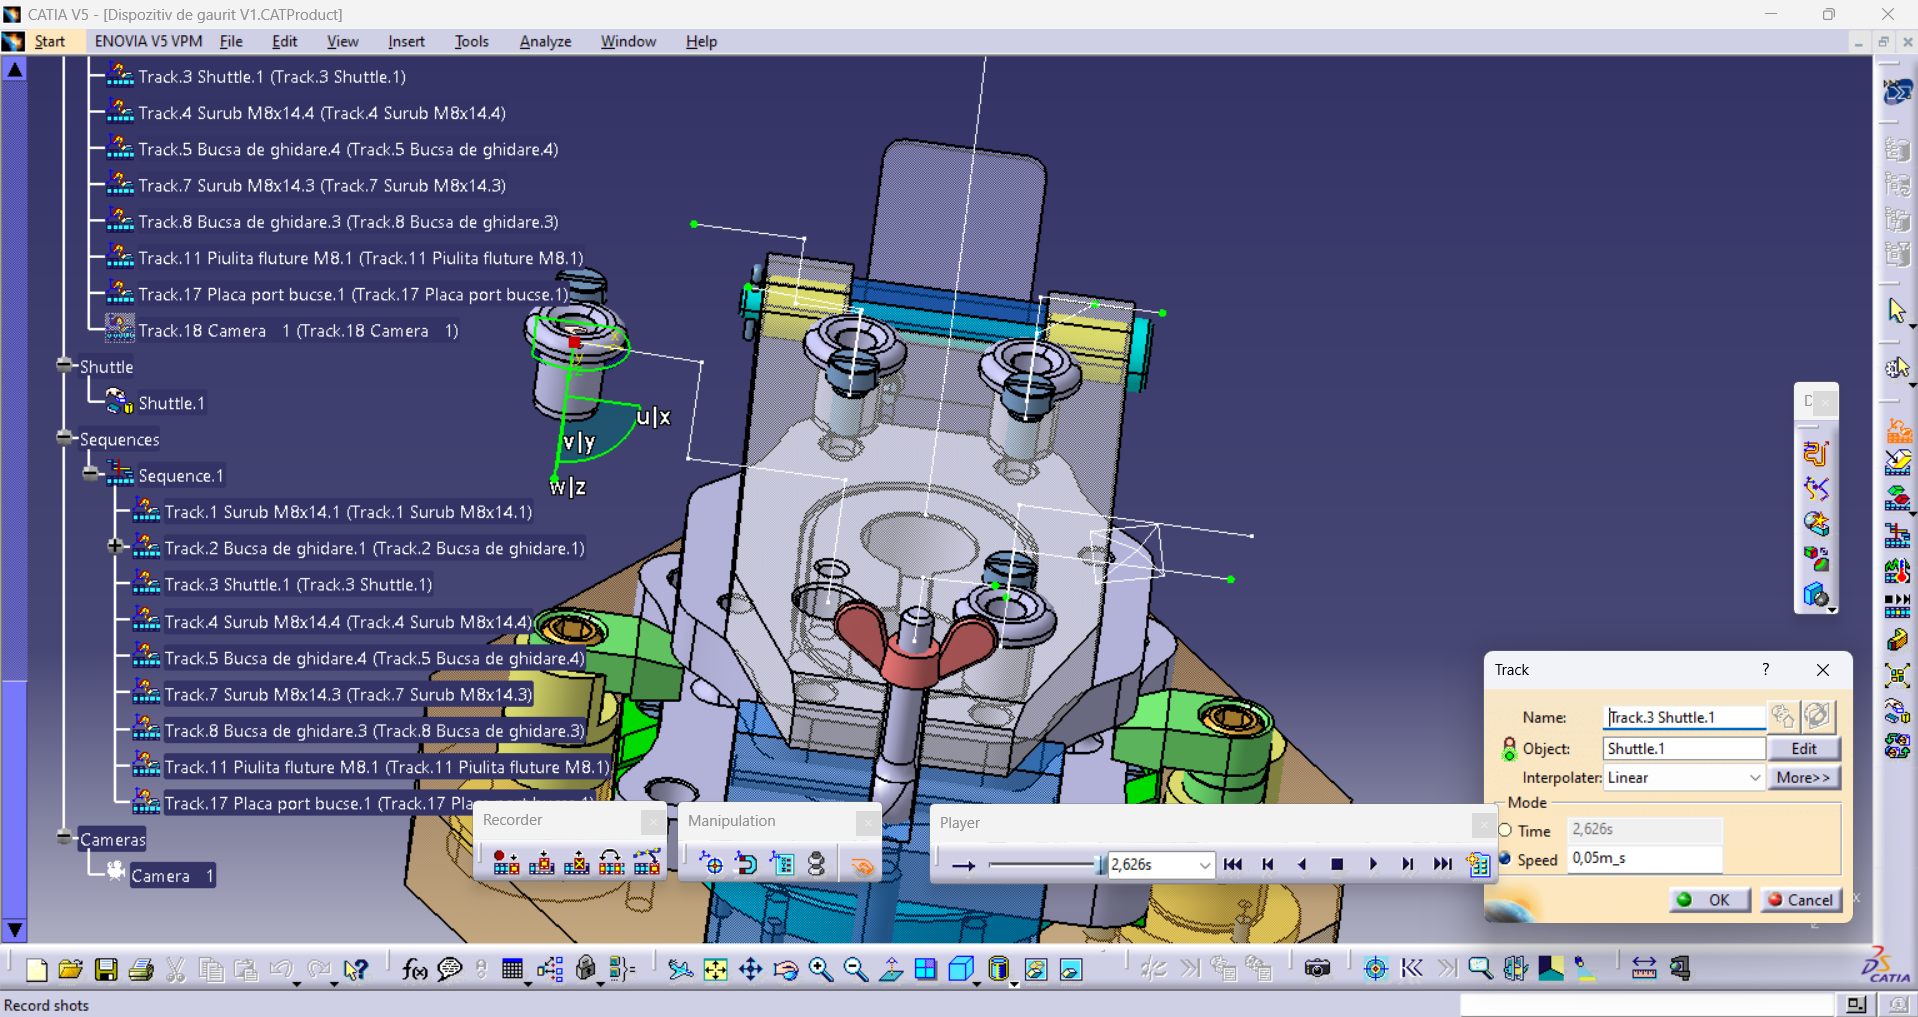 CATIA V5 - [Dispozitiv de gaurit V1.CATProduct]
Start ENOVIA V5 VPM File Edit View Insert Tools Analyze Window Help
Track.3 Shuttle.1 (Track.3 Shuttle.1)
Track.4 Surub M8x14.4 (Track.4 Surub M8x14.4)
Track.5 Bucsa de ghidare.4 (Track.5 Bucsa de ghidare.4)
Track.7 Surub M8x14.3 (Track.7 Surub M8x14.3)
Track.8 Bucsa de ghidare.3 (Track.8 Bucsa de ghidare.3)
Track.11 Piulita fluture M8.1 (Track.11 Piulita fluture M8.1)
Track.17 Placa port bucse.1 (Track.17 Placa port bucse.1)
Track.18 Camera 1 (Track.18 Camera 1)
Shuttle
Shuttle.1
Sequences
Sequence.1
Track.1 Surub M8x14.1 (Track.1 Surub M8x14.1)
Track.2 Bucsa de ghidare.1 (Track.2 Bucsa de ghidare.1)
Track.3 Shuttle.1 (Track.3 Shuttle.1)
Track.4 Surub M8x14.4 (Track.4 Surub M8x14.4)
Track.5 Bucsa de ghidare.4 (Track.5 Bucsa de ghidare.4)
Track.7 Surub M8x14.3 (Track.7 Surub M8x14.3)
Track.8 Bucsa de ghidare.3 (Track.8 Bucsa de ghidare.3)
Track.11 Piulita fluture M8.1 (Track.11 Piulita fluture M8.1)
Track.17 Placa port bucse.1 (Track.17 Placa port bucse.1)
Cameras
Camera 1
u|x
v|y
w|z
D
Track ?
Name: Track.3 Shuttle.1
Object: Shuttle.1 Edit
Interpolater: Linear More>>
Mode
Time 2,626s
Speed 0,05m_s
OK Cancel
Recorder
Manipulation
Player
2,626s
f(x)
DS CATIA
Record shots